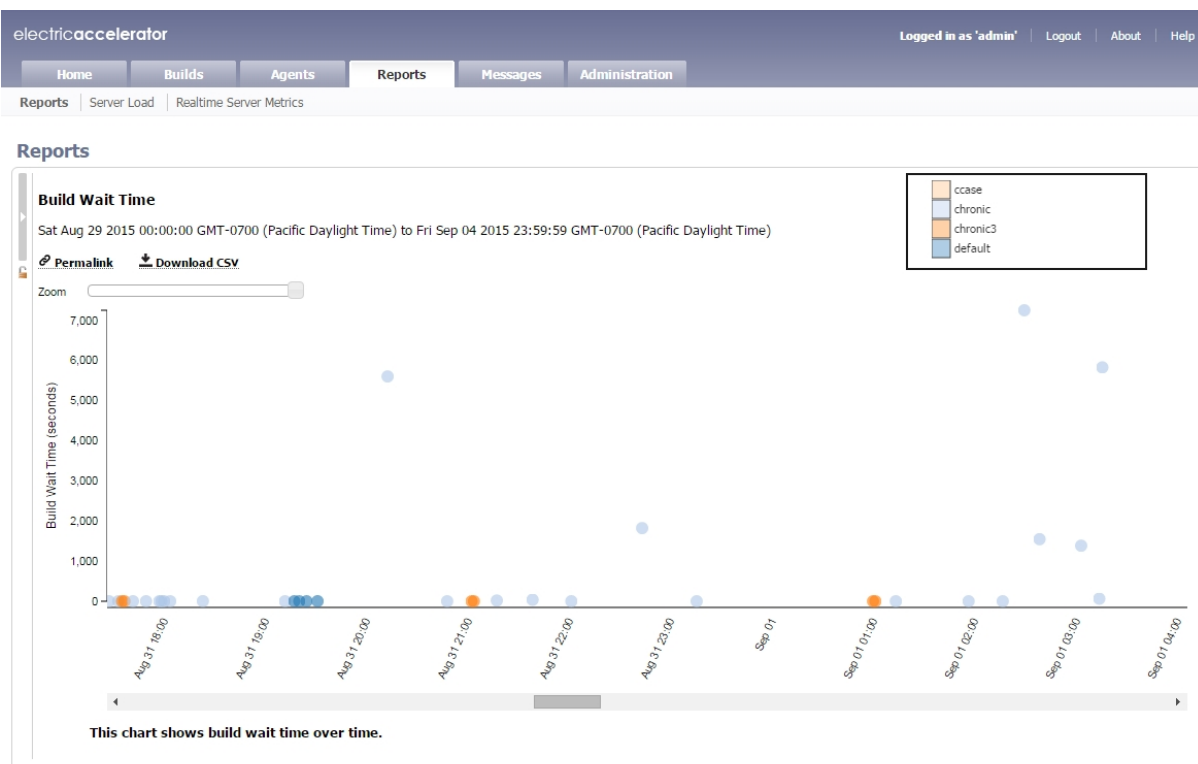 electricaccelerator
Logged in as 'admin' Logout About Help
Home Builds Agents Reports Messages Administration
Reports Server Load Realtime Server Metrics
Reports
Build Wait Time
Sat Aug 29 2015 00:00:00 GMT-0700 (Pacific Daylight Time) to Fri Sep 04 2015 23:59:59 GMT-0700 (Pacific Daylight Time)
Permalink Download CSV
Zoom
ccase
chronic
chronic3
default
Build Wait Time (seconds)
7,000
6,000
5,000
4,000
3,000
2,000
1,000
0
Aug 31 18:00
Aug 31 19:00
Aug 31 20:00
Aug 31 21:00
Aug 31 22:00
Aug 31 23:00
Sep 01
Sep 01 01:00
Sep 01 02:00
Sep 01 03:00
Sep 01 04:00
This chart shows build wait time over time.